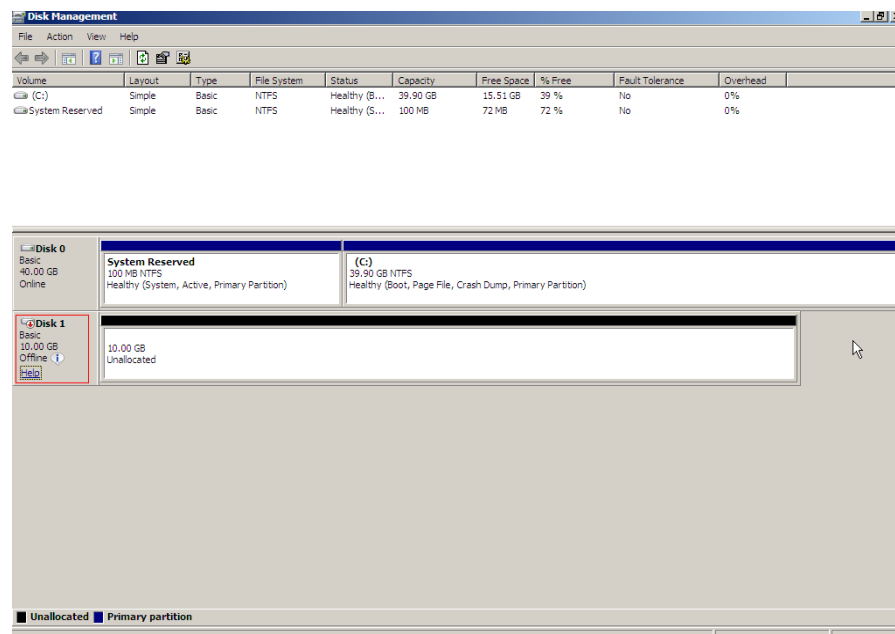 Disk Management
File Action View Help
Volume Layout Type File System Status Capacity Free Space % Free Fault Tolerance Overhead
(C:) Simple Basic NTFS Healthy (B... 39.90 GB 15.51 GB 39 % No 0%
System Reserved Simple Basic NTFS Healthy (S... 100 MB 72 MB 72 % No 0%
Disk 0
Basic
40.00 GB
Online
System Reserved
100 MB NTFS
Healthy (System, Active, Primary Partition)
(C:)
39.90 GB NTFS
Healthy (Boot, Page File, Crash Dump, Primary Partition)
Disk 1
Basic
10.00 GB
Offline
Help
10.00 GB
Unallocated
Unallocated Primary partition